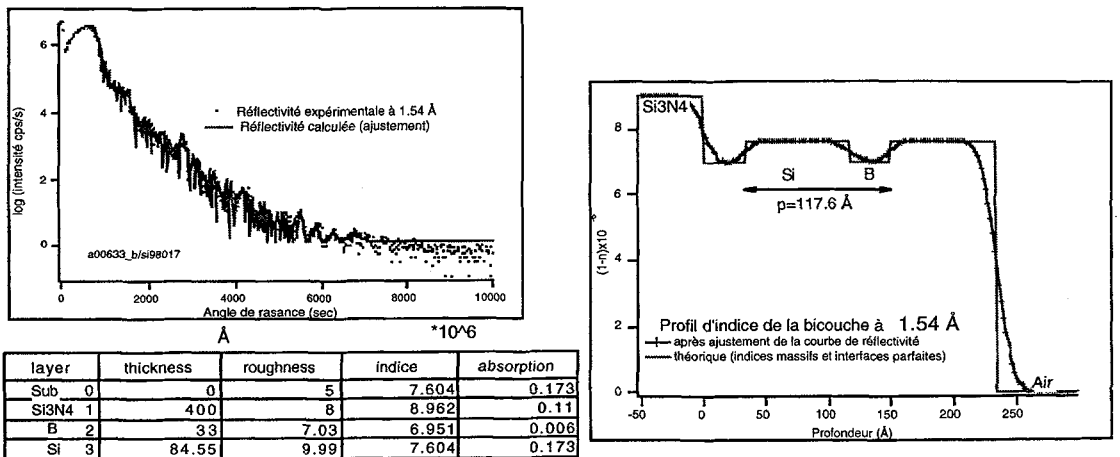 log (intensité cps/s)
6
4
2
0
Réflectivité expérimentale à 1.54 Å
Réflectivité calculée (ajustement)
a00633_b/si98017
0 2000 4000 6000 8000 10000
Angle de rasance (sec)
Å *10^6
layer thickness roughness indice absorption
Sub 0 0 5 7.604 0.173
Si3N4 1 400 8 8.962 0.11
B 2 33 7.03 6.951 0.006
Si 3 84.55 9.99 7.604 0.173
Si3N4
8
6
4
2
0
(1-n)x10
Si B
p=117.6 Å
Profil d'indice de la bicouche à 1.54 Å
après ajustement de la courbe de réflectivité
théorique (indices massifs et interfaces parfaites)
Air
-50 0 50 100 150 200 250
Profondeur (Å)